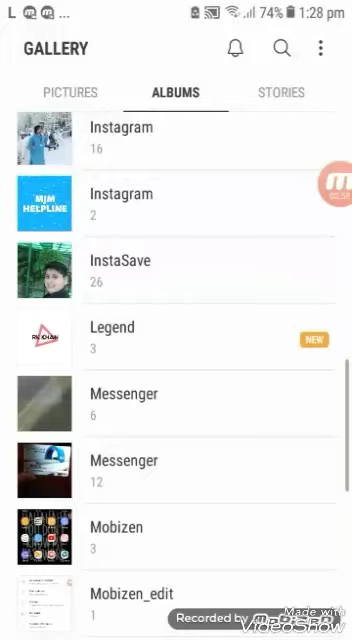 L ... 74% 1:28 pm
GALLERY
PICTURES ALBUMS STORIES
Instagram
16
MJM
HELPLINE
Instagram
2
InstaSave
26
Legend
3
NEW
Messenger
6
Messenger
12
Mobizen
3
Mobizen_edit
1
Recorded by
Made with
VideoShow